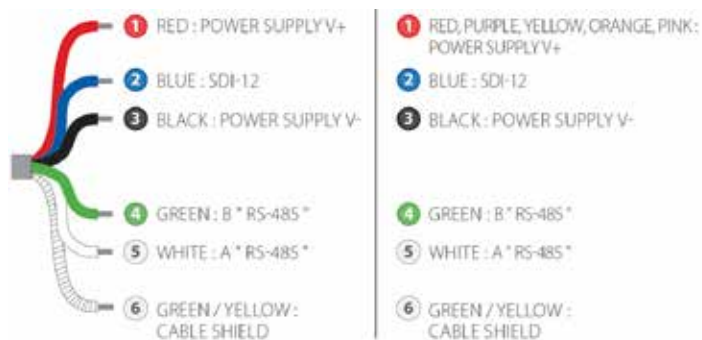 1 RED : POWER SUPPLY V+
2 BLUE : SDI-12
3 BLACK : POWER SUPPLY V-
4 GREEN : B " RS-485 "
5 WHITE : A " RS-485 "
6 GREEN / YELLOW :
CABLE SHIELD
1 RED, PURPLE, YELLOW, ORANGE, PINK :
POWER SUPPLY V+
2 BLUE : SDI-12
3 BLACK : POWER SUPPLY V-
4 GREEN : B " RS-485 "
5 WHITE : A " RS-485 "
6 GREEN / YELLOW :
CABLE SHIELD